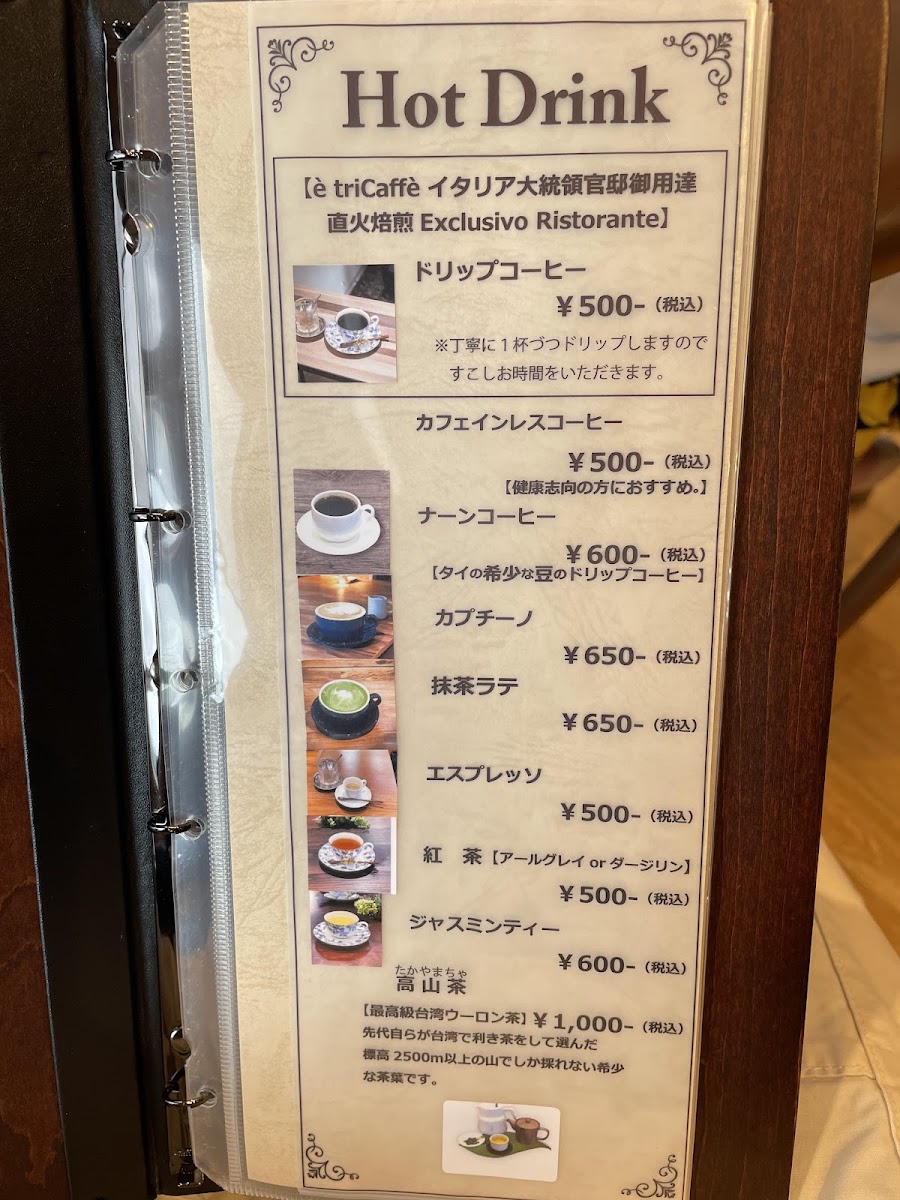 Hot Drink
【è triCaffè イタリア大統領官邸御用達
直火焙煎 Exclusivo Ristorante】
ドリップコーヒー
￥500-（税込）
※丁寧に１杯づつドリップしますので
すこしお時間をいただきます。
カフェインレスコーヒー
￥500-（税込）
【健康志向の方におすすめ。】
ナーンコーヒー
￥600-（税込）
【タイの希少な豆のドリップコーヒー】
カプチーノ
￥650-（税込）
抹茶ラテ
￥650-（税込）
エスプレッソ
￥500-（税込）
紅　茶【アールグレイ or ダージリン】
￥500-（税込）
ジャスミンティー
￥600-（税込）
たかやまちゃ
高山茶
【最高級台湾ウーロン茶】￥1,000-（税込）
先代自らが台湾で利き茶をして選んだ
標高 2500m以上の山でしか採れない希少
な茶葉です。